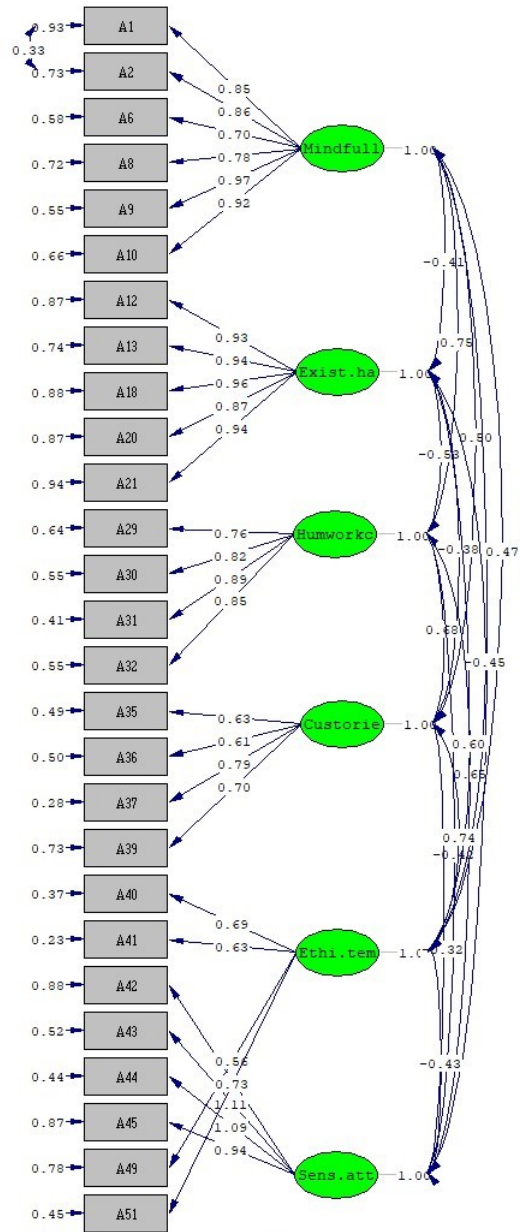 0.93 A1
0.33
0.73 A2
0.58 A6
0.72 A8
0.55 A9
0.66 A10
0.87 A12
0.74 A13
0.88 A18
0.87 A20
0.94 A21
0.64 A29
0.55 A30
0.41 A31
0.55 A32
0.49 A35
0.50 A36
0.28 A37
0.73 A39
0.37 A40
0.23 A41
0.88 A42
0.52 A43
0.44 A44
0.87 A45
0.78 A49
0.45 A51
0.85
0.86
0.70
0.78
0.97
0.92
0.93
0.94
0.96
0.87
0.94
0.76
0.82
0.89
0.85
0.63
0.61
0.79
0.70
0.69
0.63
0.56
0.73
1.11
1.09
0.94
Mindfull 1.00
Exist.ha 1.00
Humworkc 1.00
Custorie 1.00
Ethi.tem
Sens.att 1.00
-0.41
0.75
0.50
-0.53
-0.38
0.47
0.68
-0.45
0.60
0.65
0.74
-0.42
0.32
-0.43